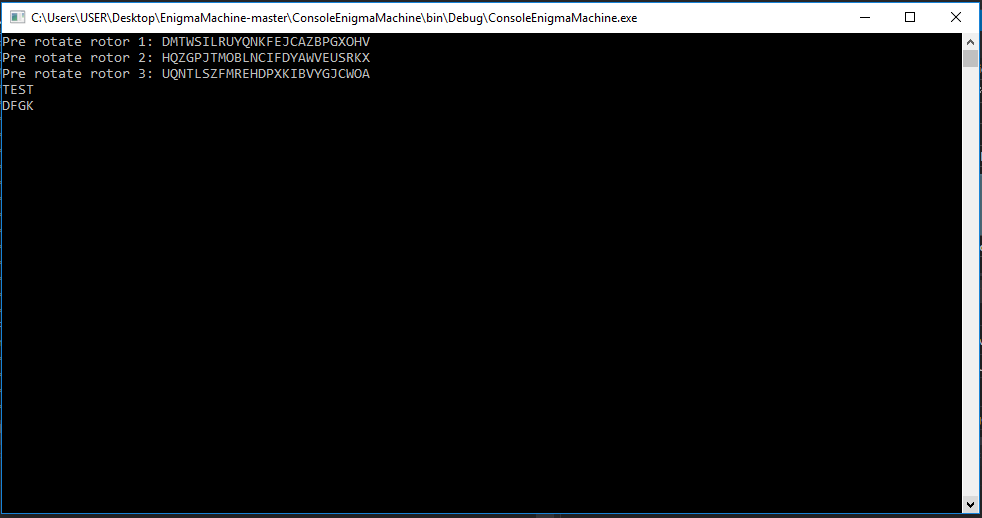 C:\Users\USER\Desktop\EnigmaMachine-master\ConsoleEnigmaMachine\bin\Debug\ConsoleEnigmaMachine.exe
Pre rotate rotor 1: DMTWSILRUYQNKFEJCAZBPGXOHV
Pre rotate rotor 2: HQZGPJTMOBLNCIFDYAWVEUSRKX
Pre rotate rotor 3: UQNTLSZFMREHDPXKIBVYGJCWOA
TEST
DFGK